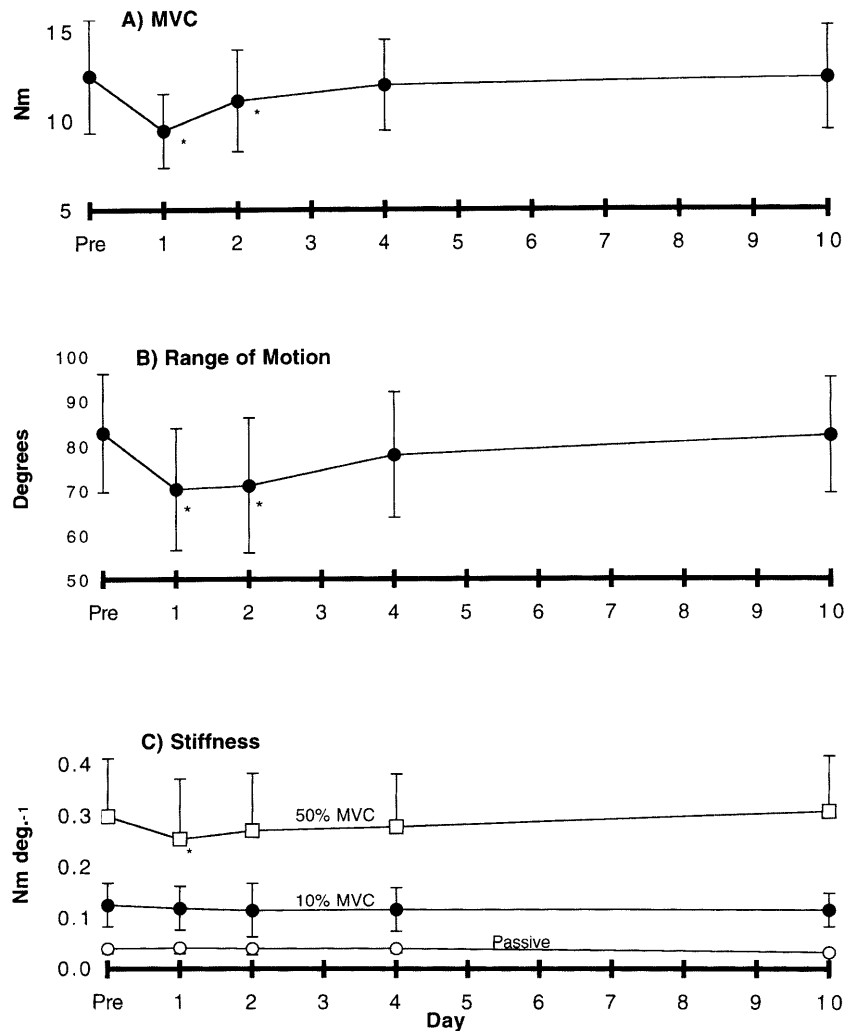 A) MVC
15
10
5
Nm
*
*
Pre 1 2 3 4 5 6 7 8 9 10
B) Range of Motion
100
90
80
70
60
50
Degrees
*
*
Pre 1 2 3 4 5 6 7 8 9 10
C) Stiffness
0.4
0.3
0.2
0.1
0.0
Nm deg.-1
50% MVC
*
10% MVC
Passive
Pre 1 2 3 4 5 6 7 8 9 10
Day